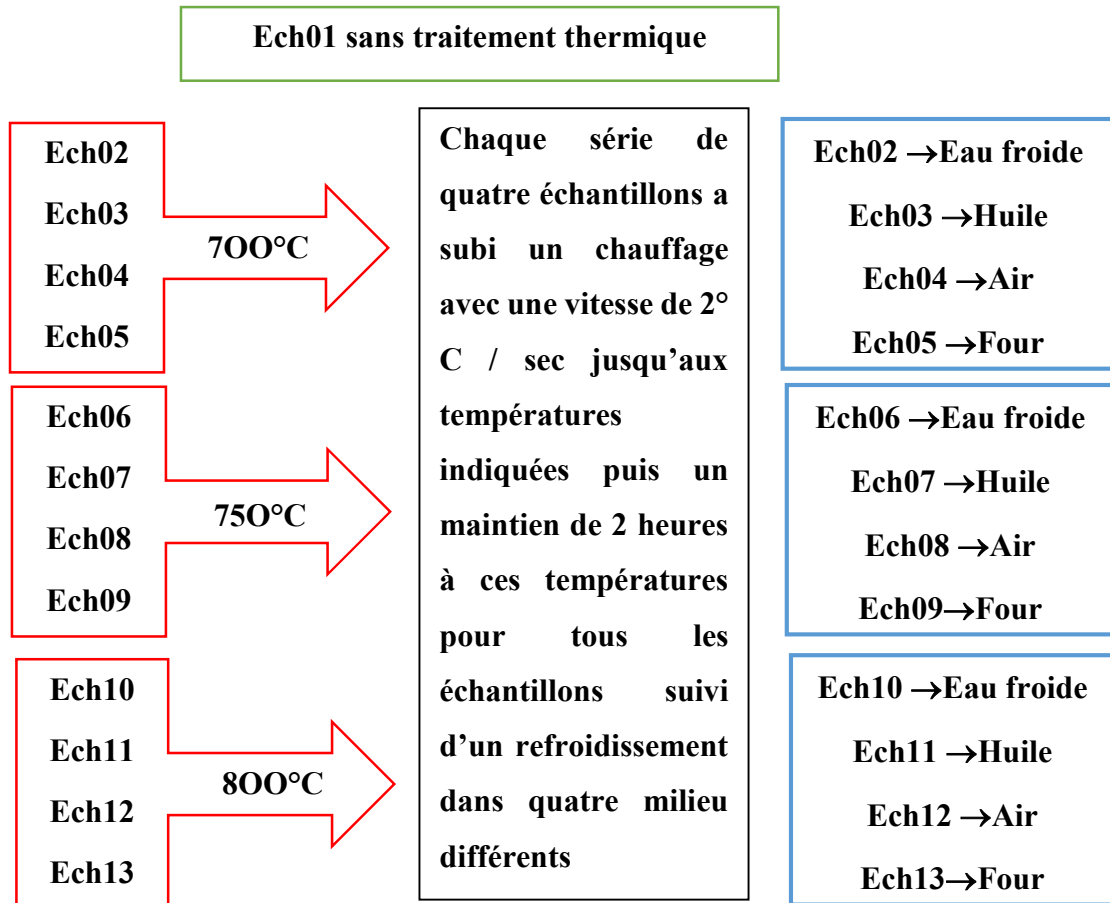 Ech01 sans traitement thermique
Ech02
Ech03
Ech04
Ech05
7OO°C
Ech06
Ech07
Ech08
Ech09
75O°C
Ech10
Ech11
Ech12
Ech13
8OO°C
Chaque série de
quatre échantillons a
subi un chauffage
avec une vitesse de 2°
C / sec jusqu’aux
températures
indiquées puis un
maintien de 2 heures
à ces températures
pour tous les
échantillons suivi
d’un refroidissement
dans quatre milieu
différents
Ech02 →Eau froide
Ech03 →Huile
Ech04 →Air
Ech05 →Four
Ech06 →Eau froide
Ech07 →Huile
Ech08 →Air
Ech09→Four
Ech10 →Eau froide
Ech11 →Huile
Ech12 →Air
Ech13→Four